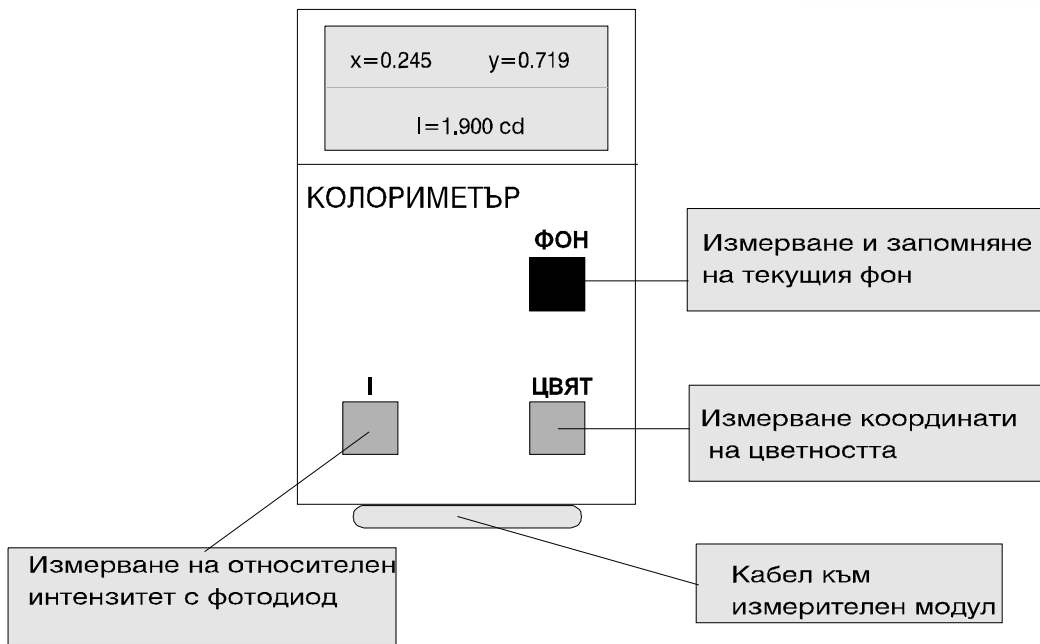 x=0.245 y=0.719
I=1.900 cd
КОЛОРИМЕТЪР
ФОН
Измерване и запомняне
на текущия фон
I
ЦВЯТ
Измерване координати
на цветността
Измерване на относителен
интензитет с фотодиод
Кабел към
измерителен модул